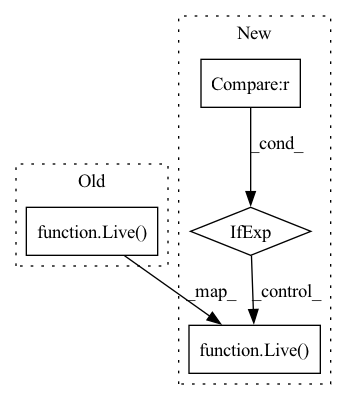 New
Compare:r
_cond_
Old
function.Live()
IfExp
_map_
_control_
function.Live()